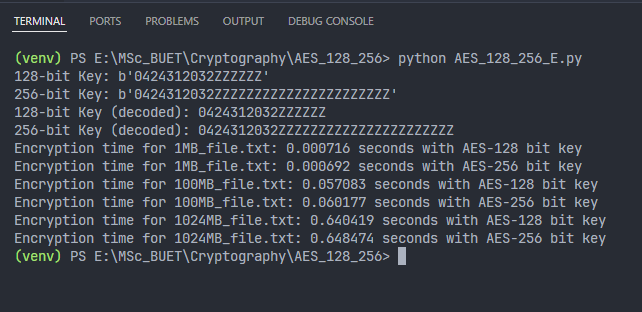 TERMINAL PORTS PROBLEMS OUTPUT DEBUG CONSOLE
(venv) PS E:\MSc_BUET\Cryptography\AES_128_256> python AES_128_256_E.py
128-bit Key: b'0424312032ZZZZZZ'
256-bit Key: b'0424312032ZZZZZZZZZZZZZZZZZZZZZZ'
128-bit Key (decoded): 0424312032ZZZZZZ
256-bit Key (decoded): 0424312032ZZZZZZZZZZZZZZZZZZZZZZ
Encryption time for 1MB_file.txt: 0.000716 seconds with AES-128 bit key
Encryption time for 1MB_file.txt: 0.000692 seconds with AES-256 bit key
Encryption time for 100MB_file.txt: 0.057083 seconds with AES-128 bit key
Encryption time for 100MB_file.txt: 0.060177 seconds with AES-256 bit key
Encryption time for 1024MB_file.txt: 0.640419 seconds with AES-128 bit key
Encryption time for 1024MB_file.txt: 0.648474 seconds with AES-256 bit key
(venv) PS E:\MSc_BUET\Cryptography\AES_128_256>